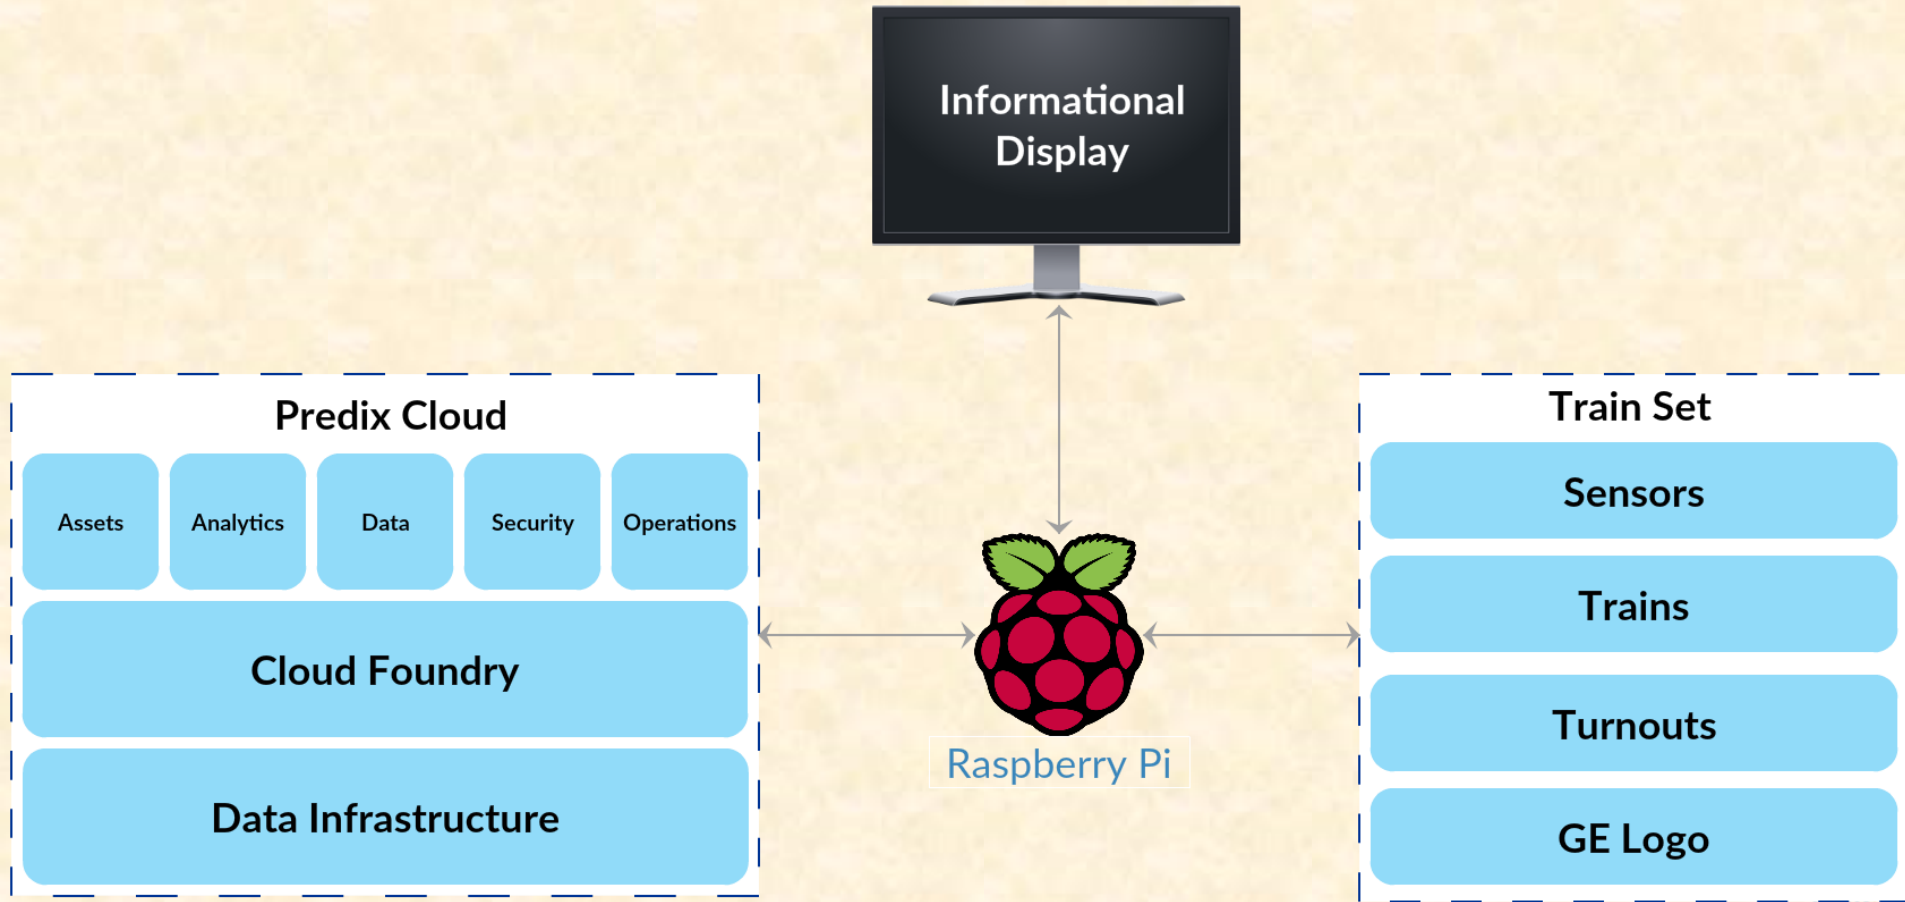 Informational
Display
Predix Cloud
Assets
Analytics
Data
Security
Operations
Cloud Foundry
Data Infrastructure
Raspberry Pi
Train Set
Sensors
Trains
Turnouts
GE Logo